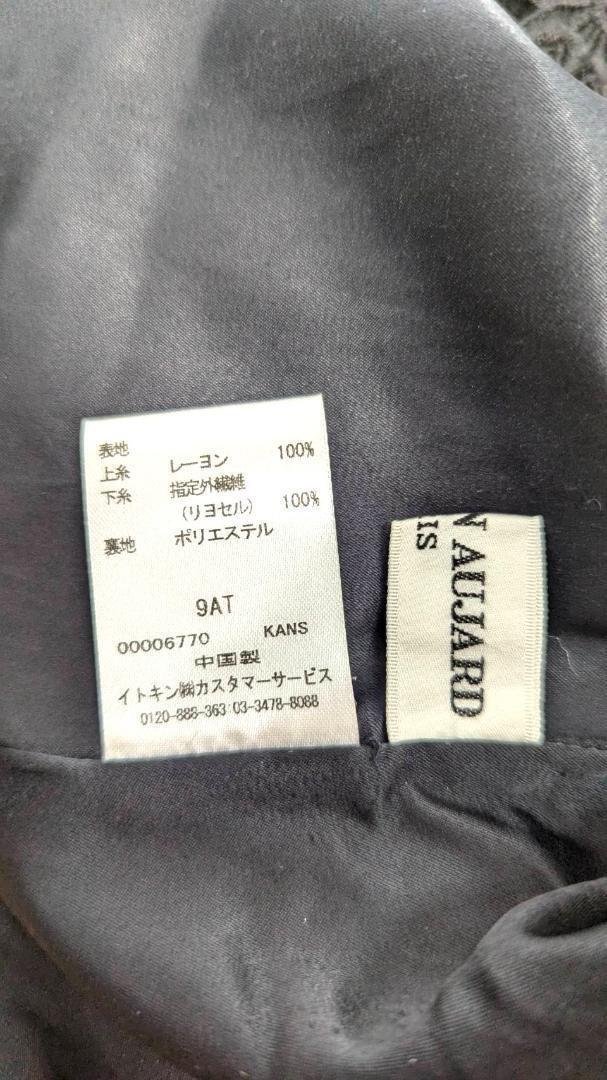 表地
上糸 レーヨン 100%
下糸 指定外繊維
(リヨセル) 100%
裏地 ポリエステル
9AT
00006770 KANS
中国製
イトキン㈱カスタマーサービス
0120-888-363 03-3478-8088
N AUJARD
IS